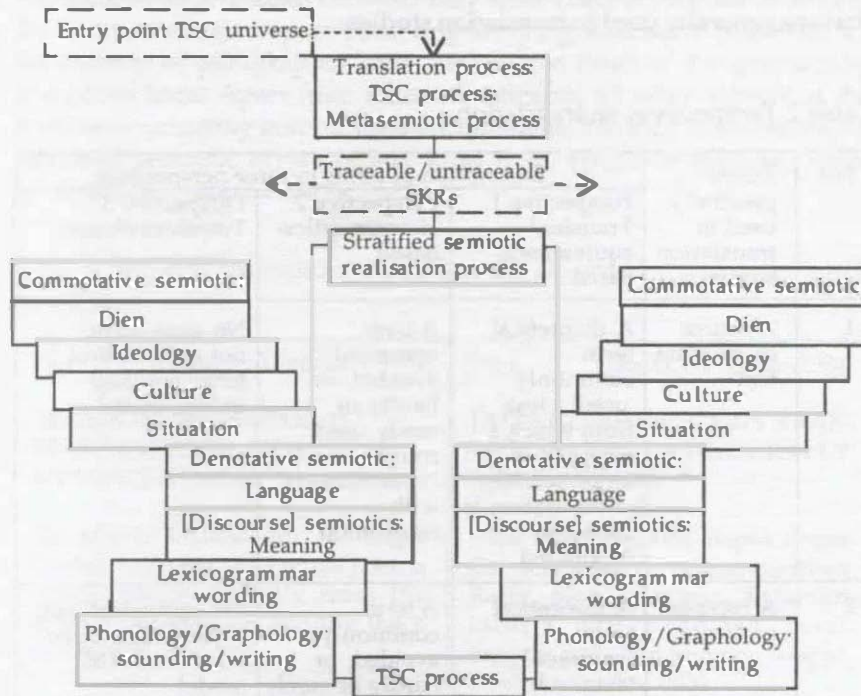 Entry point TSC universe
Translation process:
TSC process
Metasemiotic process
Traceable/untraceable
SKRs
Stratified semiotic
realisation process
Commotative semiotic:
Dien
Ideology
Culture
Situation
Denotative semiotic:
Language
[Discourse] semiotics:
Meaning
Lexicogrammar
wording
Phonology/Graphology
sounding/writing
Commotative semiotic
Dien
Ideology
Culture
Situation
Denotative semiotic:
Language
[Discourse] semiotics:
Meaning
Lexicogrammar
wording
Phonology/Graphology
sounding/writing
TSC process